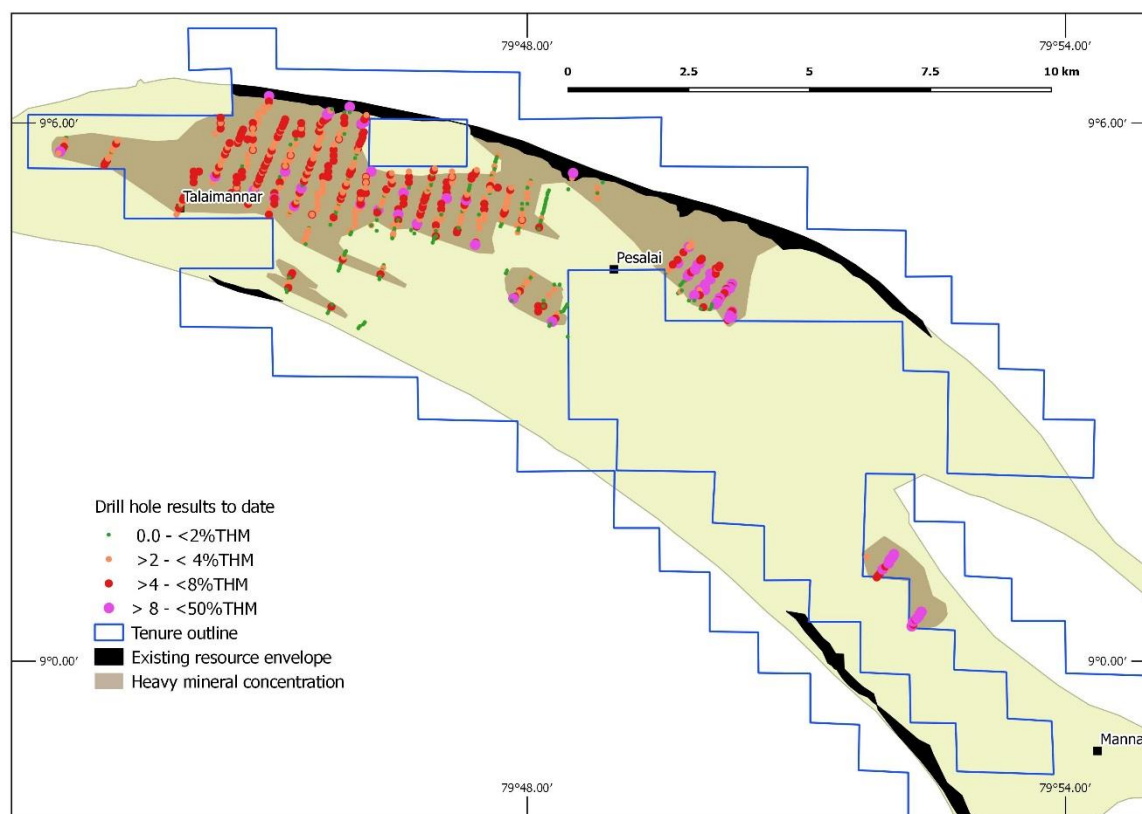 79°48.00' 79°54.00'
0 2.5 5 7.5 10 km
9°6.00' 9°6.00'
Talaimannar
Pesalai
Drill hole results to date
0.0 - <2%THM
>2 - < 4%THM
>4 - <8%THM
> 8 - <50%THM
Tenure outline
Existing resource envelope
Heavy mineral concentration
9°0.00' 9°0.00'
Manna
79°48.00' 79°54.00'